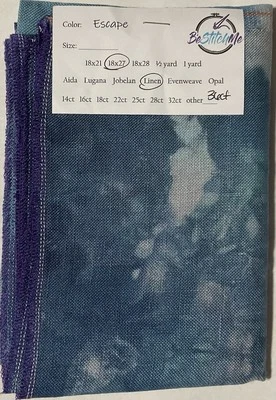 Color: Escape
BeStitchMe
Size:
18x21 18x27 18x28 ½ yard 1 yard
Aida Lugana Jobelan Linen Evenweave Opal
14ct 16ct 18ct 22ct 25ct 28ct 32ct other 36ct